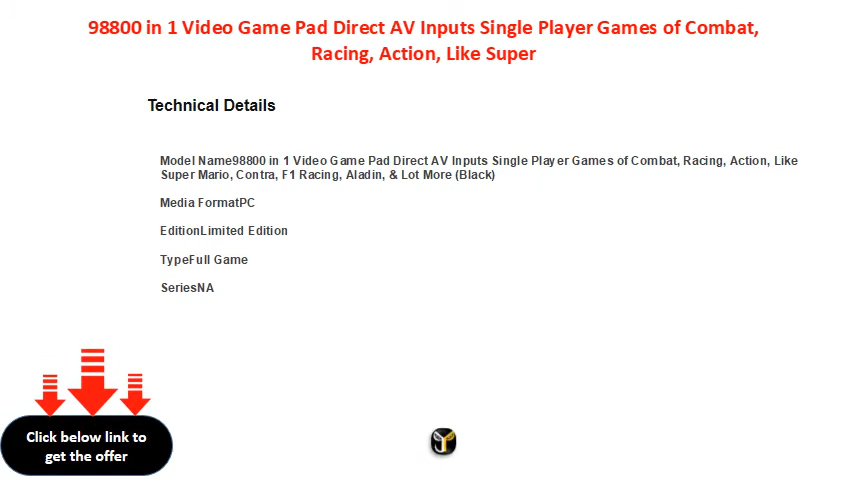 98800 in 1 Video Game Pad Direct AV Inputs Single Player Games of Combat,
Racing, Action, Like Super
Technical Details
Model Name98800 in 1 Video Game Pad Direct AV Inputs Single Player Games of Combat, Racing, Action, Like
Super Mario, Contra, F1 Racing, Aladin, & Lot More (Black)
Media FormatPC
EditionLimited Edition
TypeFull Game
SeriesNA
Click below link to
get the offer